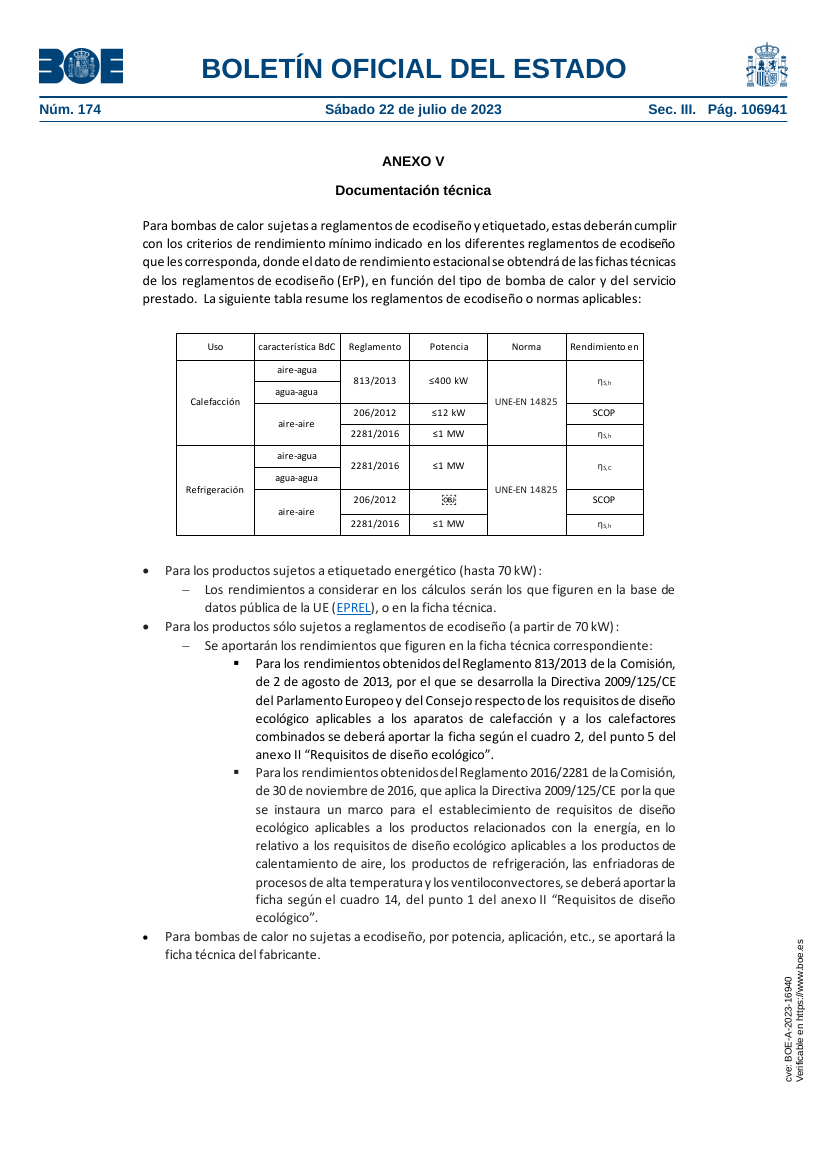 BOE
BOLETÍN OFICIAL DEL ESTADO
Núm. 174 Sábado 22 de julio de 2023 Sec. III. Pág. 106941
ANEXO V
Documentación técnica
Para bombas de calor sujetas a reglamentos de ecodiseño y etiquetado, estas deberán cumplir
con los criterios de rendimiento mínimo indicado en los diferentes reglamentos de ecodiseño
que les corresponda, donde el dato de rendimiento estacional se obtendrá de las fichas técnicas
de los reglamentos de ecodiseño (ErP), en función del tipo de bomba de calor y del servicio
prestado. La siguiente tabla resume los reglamentos de ecodiseño o normas aplicables:
Uso característica BdC Reglamento Potencia Norma Rendimiento en
Calefacción aire-agua 813/2013 ≤400 kW UNE-EN 14825 ηS,h
agua-agua
aire-aire 206/2012 ≤12 kW SCOP
2281/2016 ≤1 MW ηS,h
Refrigeración aire-agua 2281/2016 ≤1 MW UNE-EN 14825 ηS,c
agua-agua
aire-aire 206/2012 OBJ SCOP
2281/2016 ≤1 MW ηS,h
• Para los productos sujetos a etiquetado energético (hasta 70 kW):
– Los rendimientos a considerar en los cálculos serán los que figuren en la base de
datos pública de la UE (EPREL), o en la ficha técnica.
• Para los productos sólo sujetos a reglamentos de ecodiseño (a partir de 70 kW):
– Se aportarán los rendimientos que figuren en la ficha técnica correspondiente:
▪ Para los rendimientos obtenidos del Reglamento 813/2013 de la Comisión,
de 2 de agosto de 2013, por el que se desarrolla la Directiva 2009/125/CE
del Parlamento Europeo y del Consejo respecto de los requisitos de diseño
ecológico aplicables a los aparatos de calefacción y a los calefactores
combinados se deberá aportar la ficha según el cuadro 2, del punto 5 del
anexo II “Requisitos de diseño ecológico”.
▪ Para los rendimientos obtenidos del Reglamento 2016/2281 de la Comisión,
de 30 de noviembre de 2016, que aplica la Directiva 2009/125/CE por la que
se instaura un marco para el establecimiento de requisitos de diseño
ecológico aplicables a los productos relacionados con la energía, en lo
relativo a los requisitos de diseño ecológico aplicables a los productos de
calentamiento de aire, los productos de refrigeración, las enfriadoras de
procesos de alta temperatura y los ventiloconvectores, se deberá aportar la
ficha según el cuadro 14, del punto 1 del anexo II “Requisitos de diseño
ecológico”.
• Para bombas de calor no sujetas a ecodiseño, por potencia, aplicación, etc., se aportará la
ficha técnica del fabricante.
cve: BOE-A-2023-16940
Verificable en https://www.boe.es